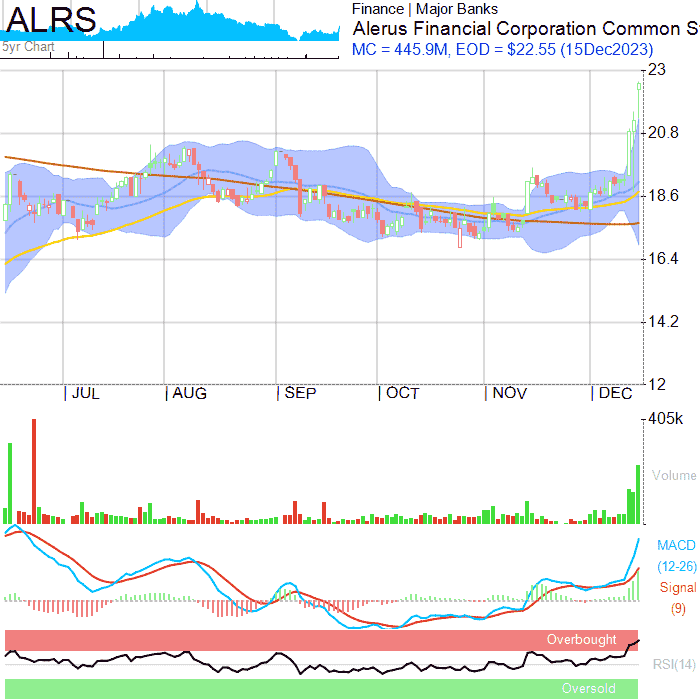 ALRS
5yr Chart
Finance | Major Banks
Alerus Financial Corporation Common S
MC = 445.9M, EOD = $22.55 (15Dec2023)
23
20.8
18.6
16.4
14.2
12
JUL AUG SEP OCT NOV DEC
405k
Volume
MACD
(12-26)
Signal
(9)
Overbought
RSI(14)
Oversold